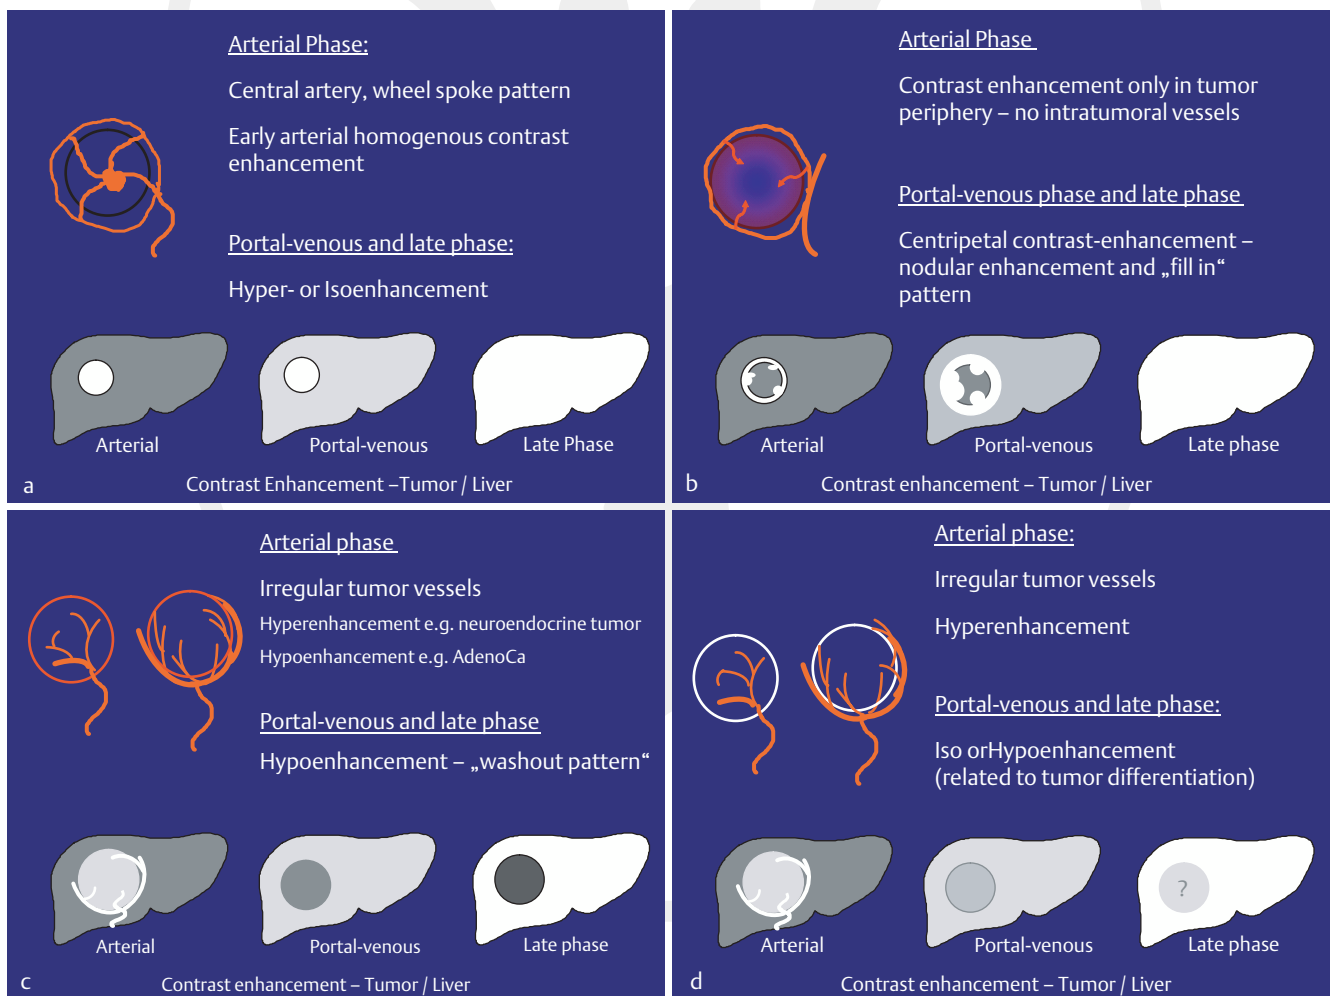 Arterial Phase:
Central artery, wheel spoke pattern
Early arterial homogenous contrast
enhancement
Portal-venous and late phase:
Hyper- or Isoenhancement
Arterial
Portal-venous
Late Phase
a
Contrast Enhancement –Tumor / Liver
Arterial Phase
Contrast enhancement only in tumor
periphery – no intratumoral vessels
Portal-venous phase and late phase
Centripetal contrast-enhancement –
nodular enhancement and „fill in“
pattern
Arterial
Portal-venous
Late phase
b
Contrast enhancement – Tumor / Liver
Arterial phase
Irregular tumor vessels
Hyperenhancement e.g. neuroendocrine tumor
Hypoenhancement e.g. AdenoCa
Portal-venous and late phase
Hypoenhancement – „washout pattern“
Arterial
Portal-venous
Late phase
c
Contrast enhancement – Tumor / Liver
Arterial phase:
Irregular tumor vessels
Hyperenhancement
Portal-venous and late phase:
Iso orHypoenhancement
(related to tumor differentiation)
?
Arterial
Portal-venous
Late phase
d
Contrast enhancement – Tumor / Liver